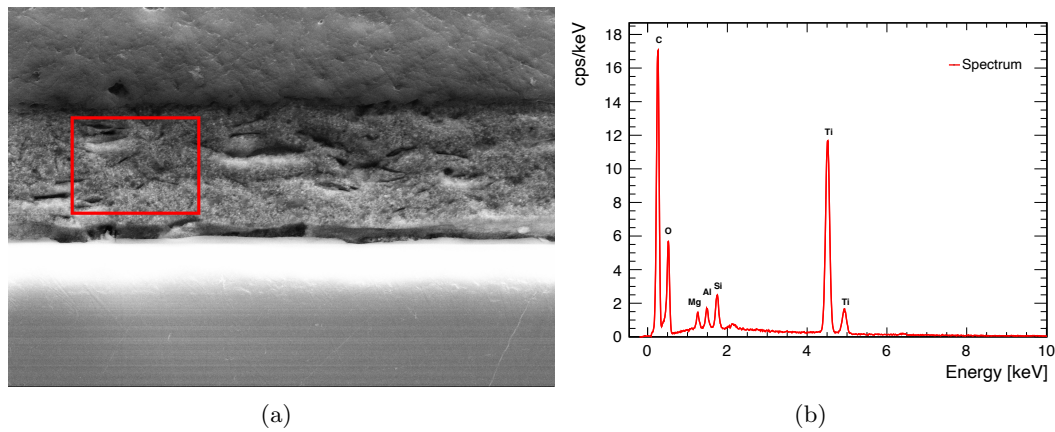 18
16
14
12
10
8
6
4
2
0
cps/keV
C
O
Mg
Al
Si
Ti
Ti
Spectrum
0 2 4 6 8 10
Energy [keV]
(a)
(b)